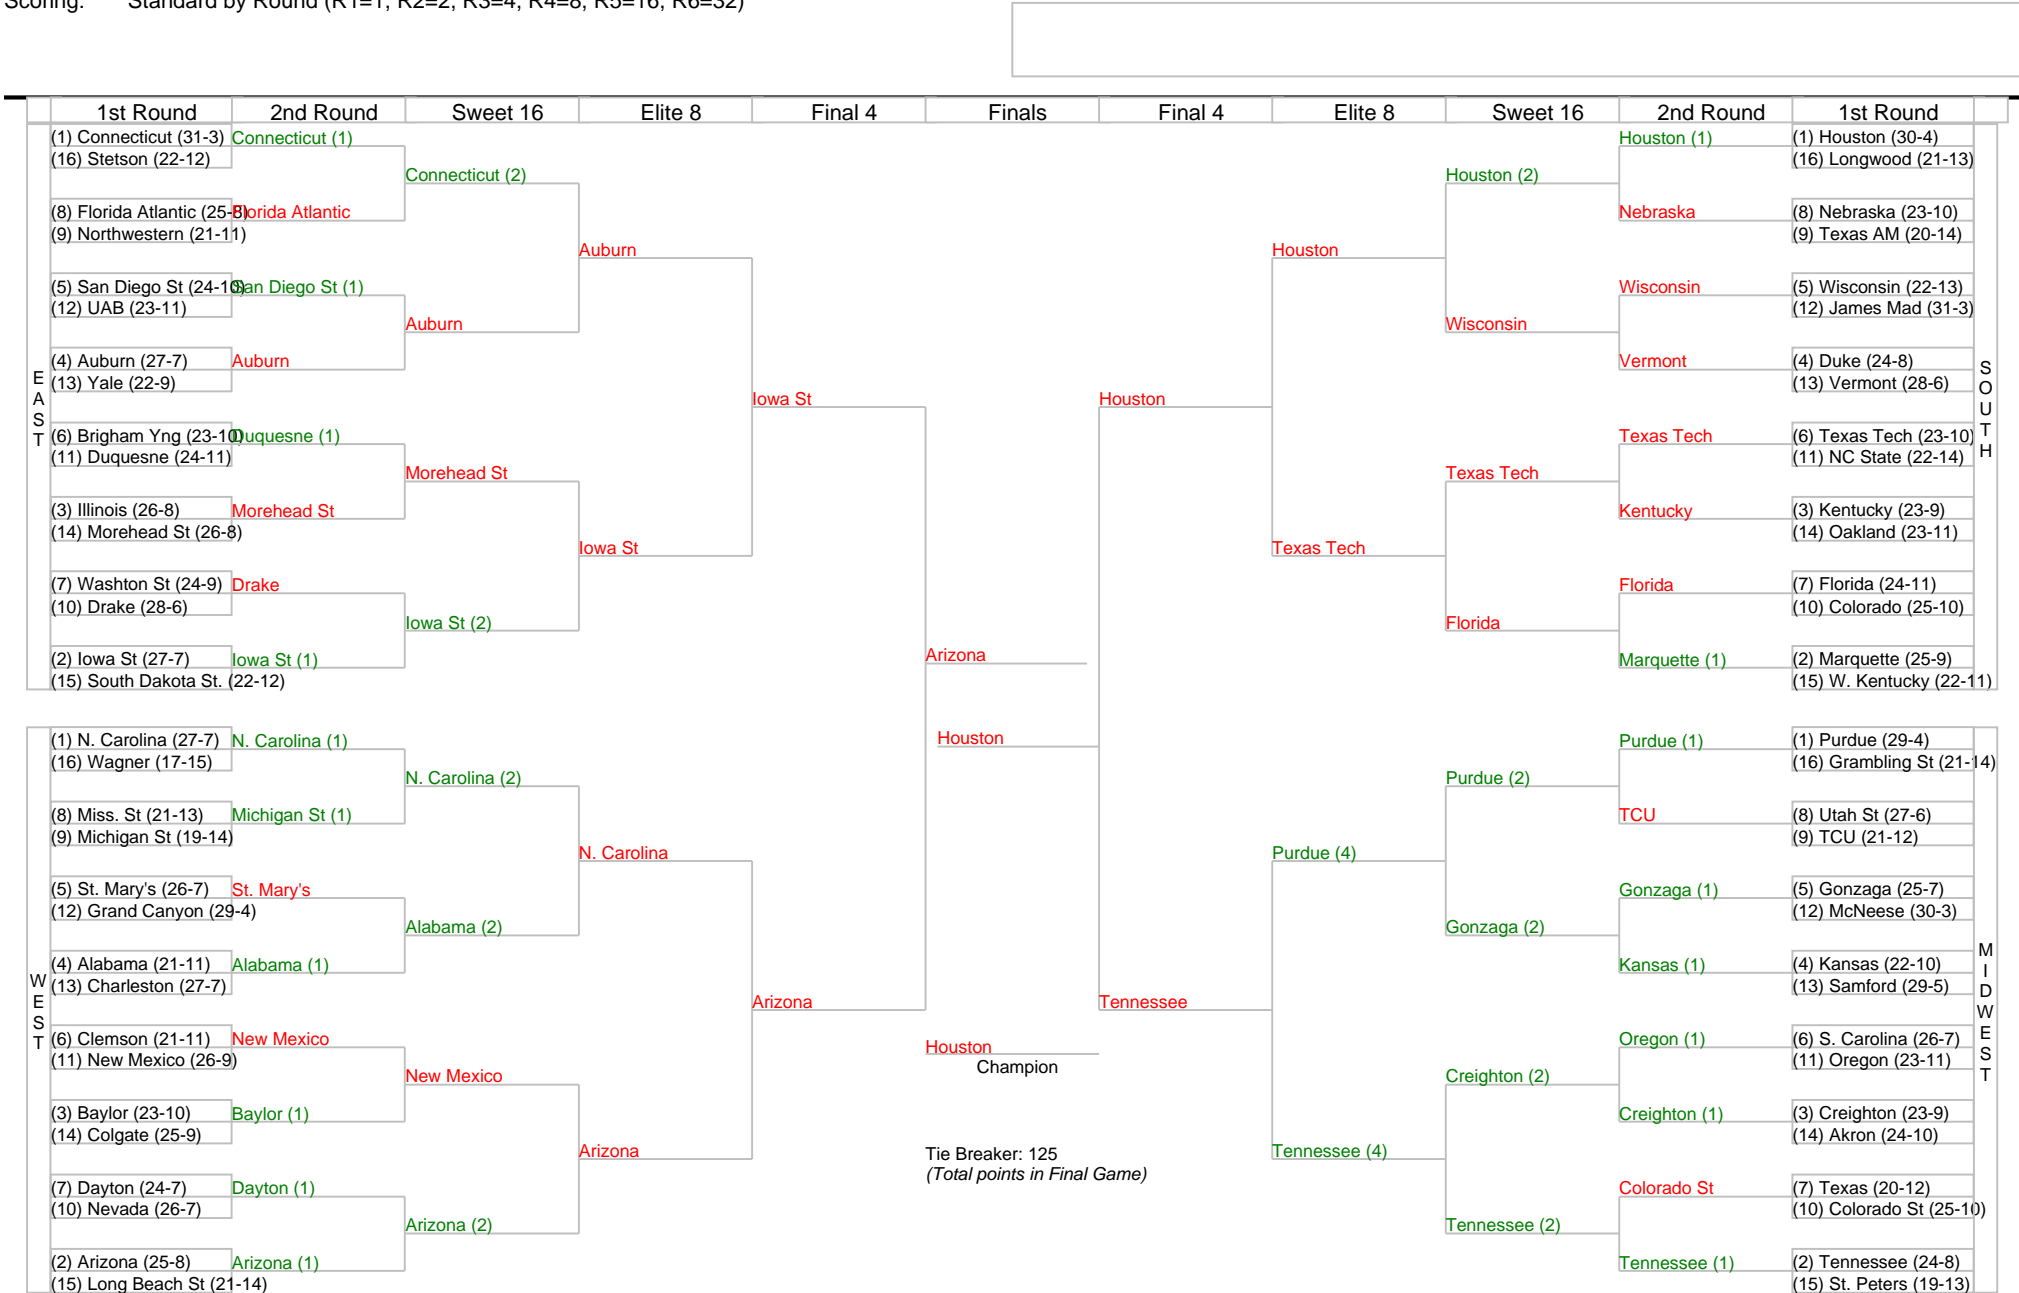 Scoring: Standard by Round (R1=1, R2=2, R3=4, R4=8, R5=16, R6=32)
1st Round 2nd Round Sweet 16 Elite 8 Final 4 Finals Final 4 Elite 8 Sweet 16 2nd Round 1st Round
EAST
(1) Connecticut (31-3)
(16) Stetson (22-12)
(8) Florida Atlantic (25-8)
(9) Northwestern (21-11)
(5) San Diego St (24-10)
(12) UAB (23-11)
(4) Auburn (27-7)
(13) Yale (22-9)
(6) Brigham Yng (23-10)
(11) Duquesne (24-11)
(3) Illinois (26-8)
(14) Morehead St (26-8)
(7) Washton St (24-9)
(10) Drake (28-6)
(2) Iowa St (27-7)
(15) South Dakota St. (22-12)
Connecticut (1)
Florida Atlantic
San Diego St (1)
Auburn
Duquesne (1)
Morehead St
Drake
Iowa St (1)
Connecticut (2)
Auburn
Morehead St
Iowa St (2)
Auburn
Iowa St
Iowa St
WEST
(1) N. Carolina (27-7)
(16) Wagner (17-15)
(8) Miss. St (21-13)
(9) Michigan St (19-14)
(5) St. Mary's (26-7)
(12) Grand Canyon (29-4)
(4) Alabama (21-11)
(13) Charleston (27-7)
(6) Clemson (21-11)
(11) New Mexico (26-9)
(3) Baylor (23-10)
(14) Colgate (25-9)
(7) Dayton (24-7)
(10) Nevada (26-7)
(2) Arizona (25-8)
(15) Long Beach St (21-14)
N. Carolina (1)
Michigan St (1)
St. Mary's
Alabama (1)
New Mexico
Baylor (1)
Dayton (1)
Arizona (1)
N. Carolina (2)
Alabama (2)
New Mexico
Arizona (2)
N. Carolina
Arizona
Arizona
Arizona
Houston
Houston
Champion
Tie Breaker: 125
(Total points in Final Game)
Houston
Houston
Texas Tech
Houston (2)
Wisconsin
Texas Tech
Florida
Houston (1)
Nebraska
Wisconsin
Vermont
Texas Tech
Kentucky
Florida
Marquette (1)
(1) Houston (30-4)
(16) Longwood (21-13)
(8) Nebraska (23-10)
(9) Texas AM (20-14)
(5) Wisconsin (22-13)
(12) James Mad (31-3)
(4) Duke (24-8)
(13) Vermont (28-6)
(6) Texas Tech (23-10)
(11) NC State (22-14)
(3) Kentucky (23-9)
(14) Oakland (23-11)
(7) Florida (24-11)
(10) Colorado (25-10)
(2) Marquette (25-9)
(15) W. Kentucky (22-11)
SOUTH
Tennessee
Purdue (4)
Tennessee (4)
Purdue (2)
Gonzaga (2)
Creighton (2)
Tennessee (2)
Purdue (1)
TCU
Gonzaga (1)
Kansas (1)
Oregon (1)
Creighton (1)
Colorado St
Tennessee (1)
(1) Purdue (29-4)
(16) Grambling St (21-14)
(8) Utah St (27-6)
(9) TCU (21-12)
(5) Gonzaga (25-7)
(12) McNeese (30-3)
(4) Kansas (22-10)
(13) Samford (29-5)
(6) S. Carolina (26-7)
(11) Oregon (23-11)
(3) Creighton (23-9)
(14) Akron (24-10)
(7) Texas (20-12)
(10) Colorado St (25-10)
(2) Tennessee (24-8)
(15) St. Peters (19-13)
MIDWEST